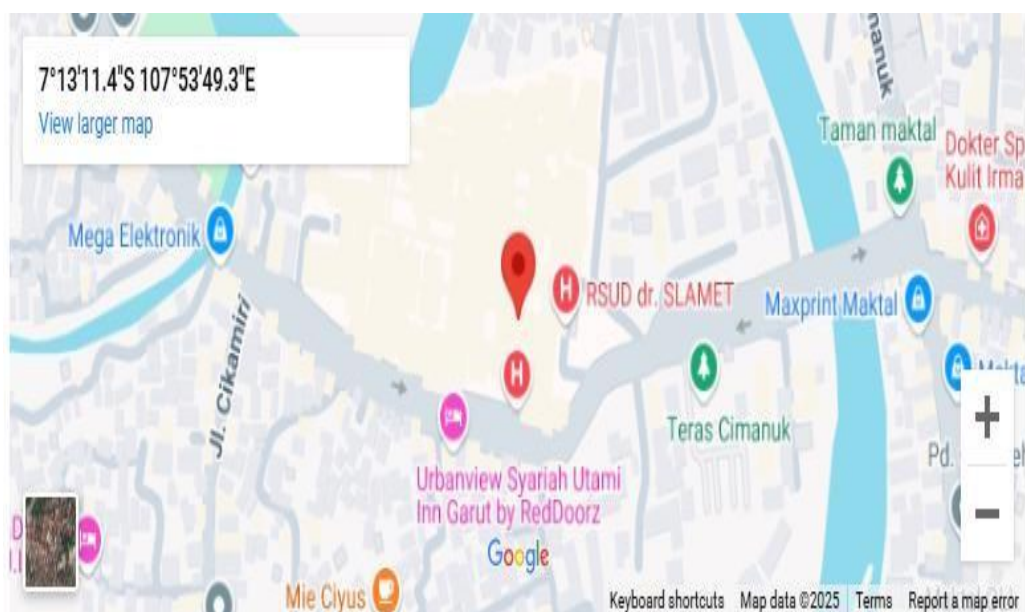 7°13'11.4"S 107°53'49.3"E
View larger map
manuk
Taman maktal
Dokter Sp
Kulit Irma
Mega Elektronik
RSUD dr. SLAMET
Maxprint Maktal
Jl. Cikamiri
Teras Cimanuk
Pd.
Urbanview Syariah Utami
Inn Garut by RedDoorz
Google
Mie Clyus
Keyboard shortcuts Map data ©2025 Terms Report a map error